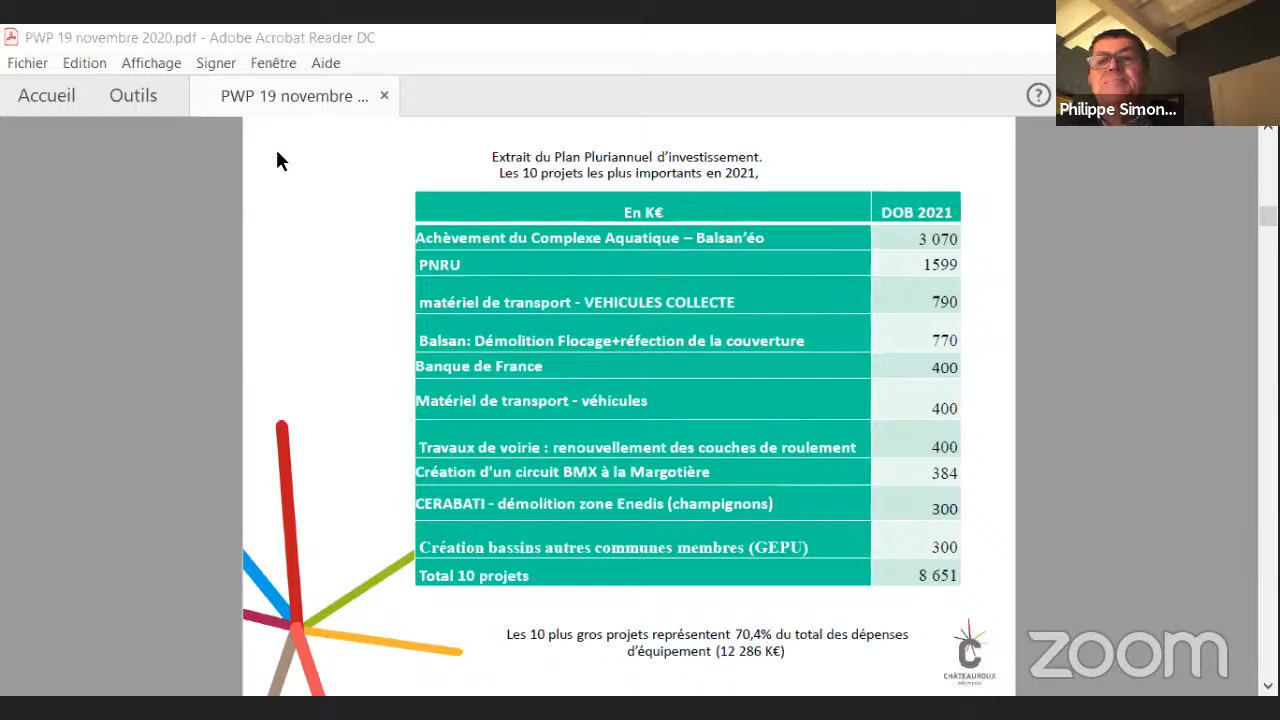 PWP 19 novembre 2020.pdf - Adobe Acrobat Reader DC
Fichier Edition Affichage Signer Fenêtre Aide
Accueil Outils PWP 19 novembre ... ×
?
Philippe Simon...
Extrait du Plan Pluriannuel d'investissement.
Les 10 projets les plus importants en 2021,
En K€ DOB 2021
Achèvement du Complexe Aquatique – Balsan'éo 3 070
PNRU 1599
matériel de transport - VEHICULES COLLECTE 790
Balsan: Démolition Flocage+réfection de la couverture 770
Banque de France 400
Matériel de transport - véhicules 400
Travaux de voirie : renouvellement des couches de roulement 400
Création d'un circuit BMX à la Margotière 384
CERABATI - démolition zone Enedis (champignons) 300
Création bassins autres communes membres (GEPU) 300
Total 10 projets 8 651
Les 10 plus gros projets représentent 70,4% du total des dépenses
d'équipement (12 286 K€)
CHÂTEAUROUX
Métropole
zoom